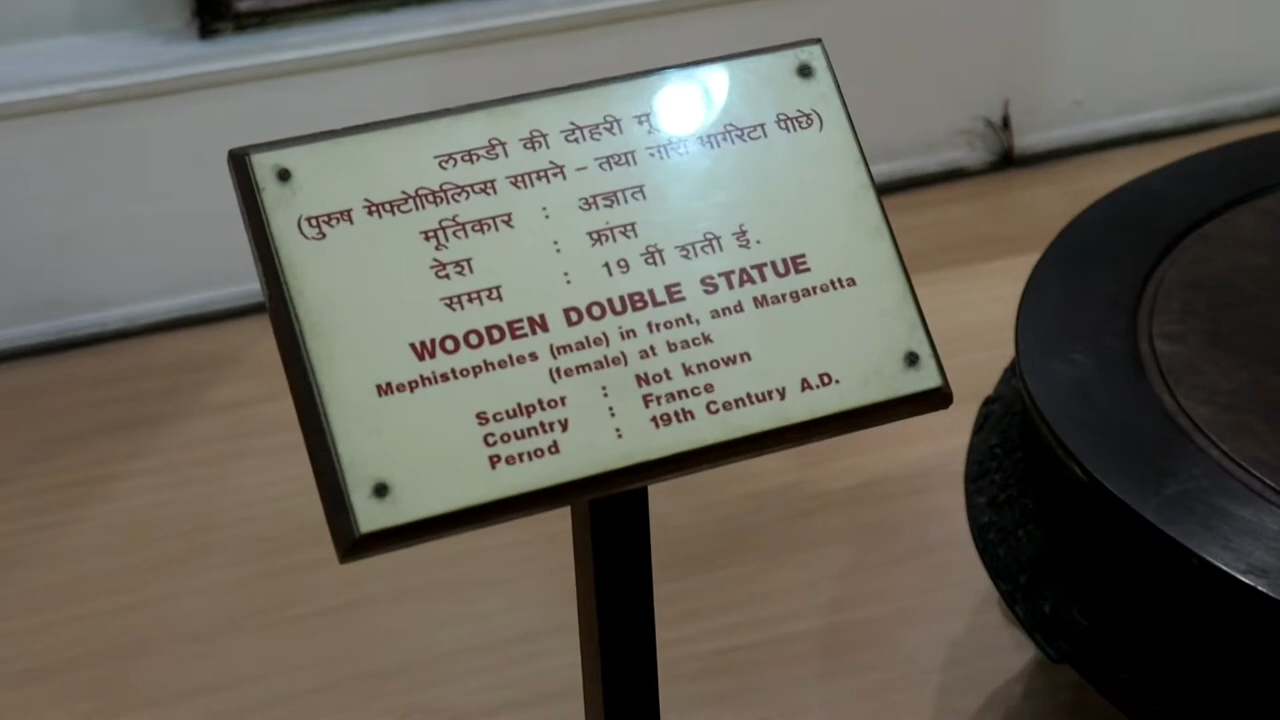 लकडी की दोहरी
(पुरुष मेफ्टोफिलिप्स सामने - तथा नारी मार्गरेटा पीछे)
मूर्तिकार : अज्ञात
देश : फ्रांस
समय : 19 वीं शती ई.
WOODEN DOUBLE STATUE
Mephistopheles (male) in front, and Margaretta
(female) at back
Sculptor : Not known
Country : France
Period : 19th Century A.D.